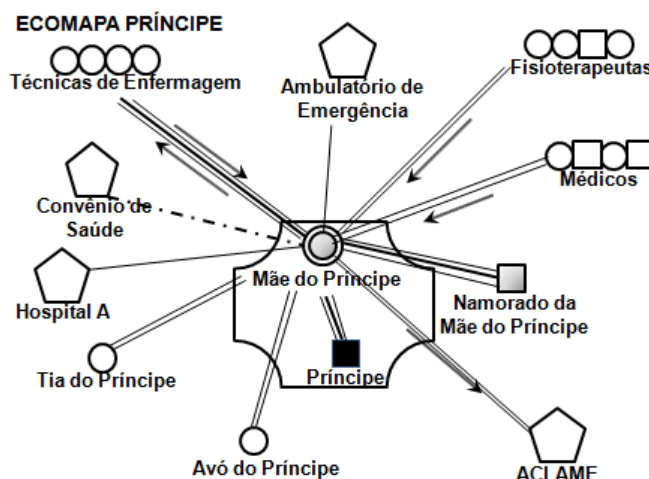 ECOMAPA PRÍNCIPE
Técnicas de Enfermagem
Ambulatório de
Emergência
Fisioterapeutas
Médicos
Convênio de
Saúde
Mãe do Príncipe
Hospital A
Namorado da
Mãe do Príncipe
Tia do Príncipe
Príncipe
Avó do Príncipe
ACLAME